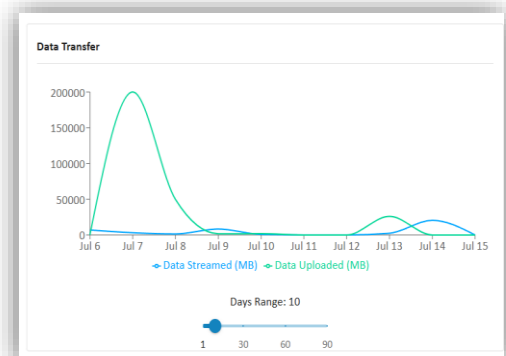 Data Transfer
200000
150000
100000
50000
0
Jul 6 Jul 7 Jul 8 Jul 9 Jul 10 Jul 11 Jul 12 Jul 13 Jul 14 Jul 15
Data Streamed (MB) Data Uploaded (MB)
Days Range: 10
1 30 60 90